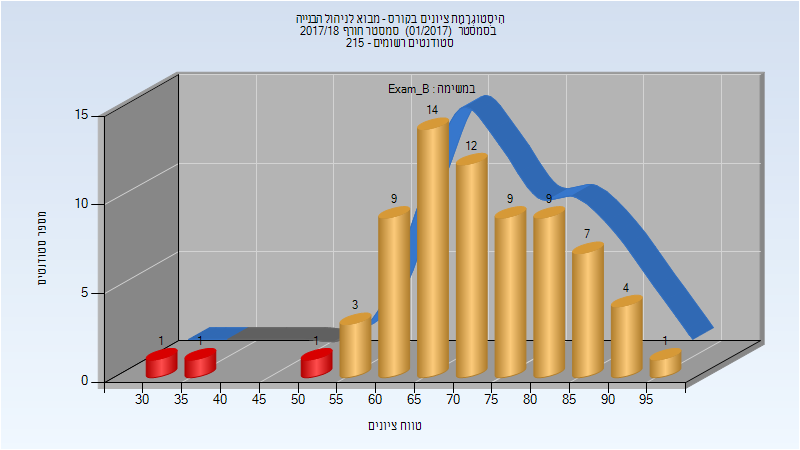 היסטוגרמת ציונים בקורס - מבוא לניהול הבנייה
בסמסטר (01/2017) סמסטר חורף 2017/18
סטודנטים רשומים - 215
במשימה : Exam_B
15
10
5
0
מספר סטודנטים
1
1
1
3
9
14
12
9
9
7
4
1
30 35 40 45 50 55 60 65 70 75 80 85 90 95
טווח ציונים